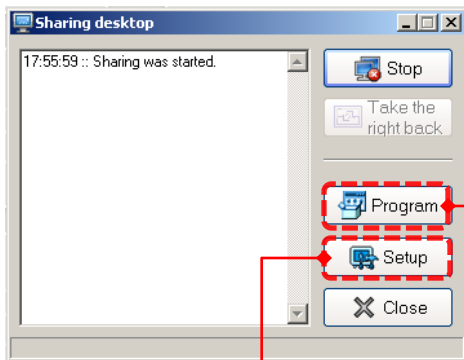 Sharing desktop
17:55:59 :: Sharing was started.
Stop
Take the
right back
Program
Setup
Close